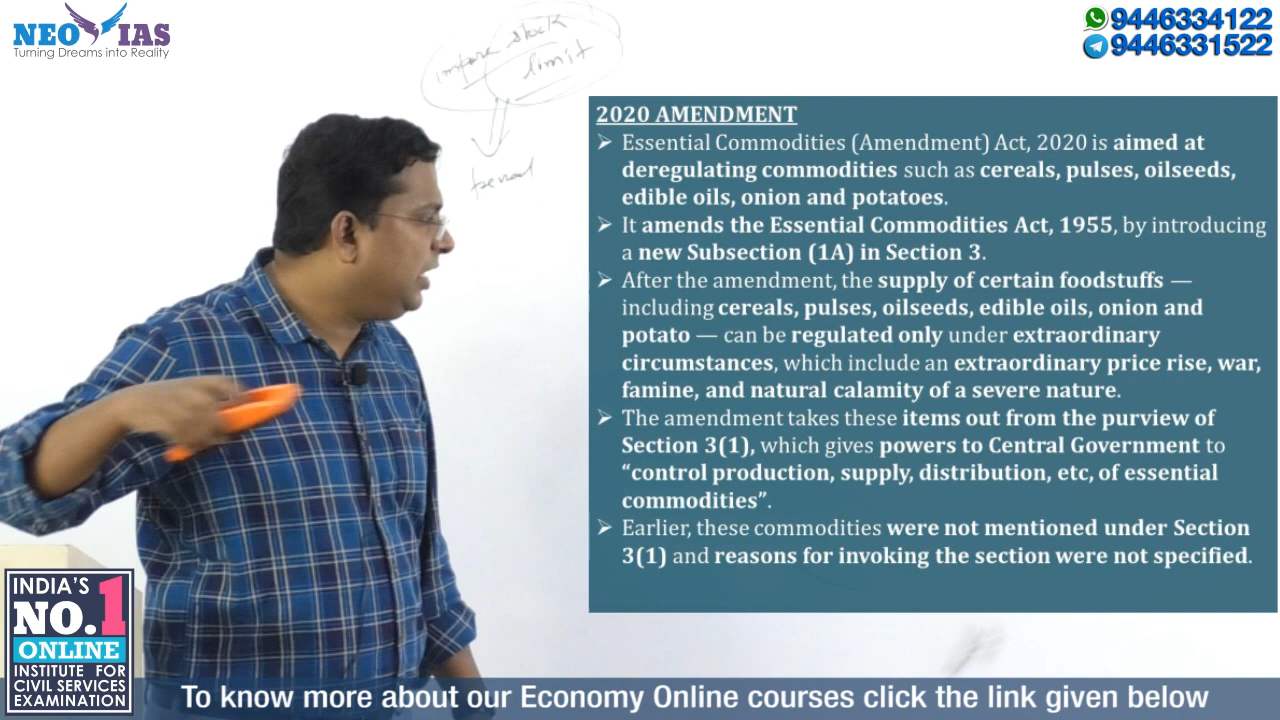 NEO IAS
Turning Dreams into Reality
9446334122
9446331522
stock
limit
2020 AMENDMENT
➢ Essential Commodities (Amendment) Act, 2020 is aimed at
deregulating commodities such as cereals, pulses, oilseeds,
edible oils, onion and potatoes.
➢ It amends the Essential Commodities Act, 1955, by introducing
a new Subsection (1A) in Section 3.
➢ After the amendment, the supply of certain foodstuffs —
including cereals, pulses, oilseeds, edible oils, onion and
potato — can be regulated only under extraordinary
circumstances, which include an extraordinary price rise, war,
famine, and natural calamity of a severe nature.
➢ The amendment takes these items out from the purview of
Section 3(1), which gives powers to Central Government to
“control production, supply, distribution, etc, of essential
commodities”.
➢ Earlier, these commodities were not mentioned under Section
3(1) and reasons for invoking the section were not specified.
INDIA'S
NO.1
ONLINE
INSTITUTE FOR
CIVIL SERVICES
EXAMINATION
To know more about our Economy Online courses click the link given below